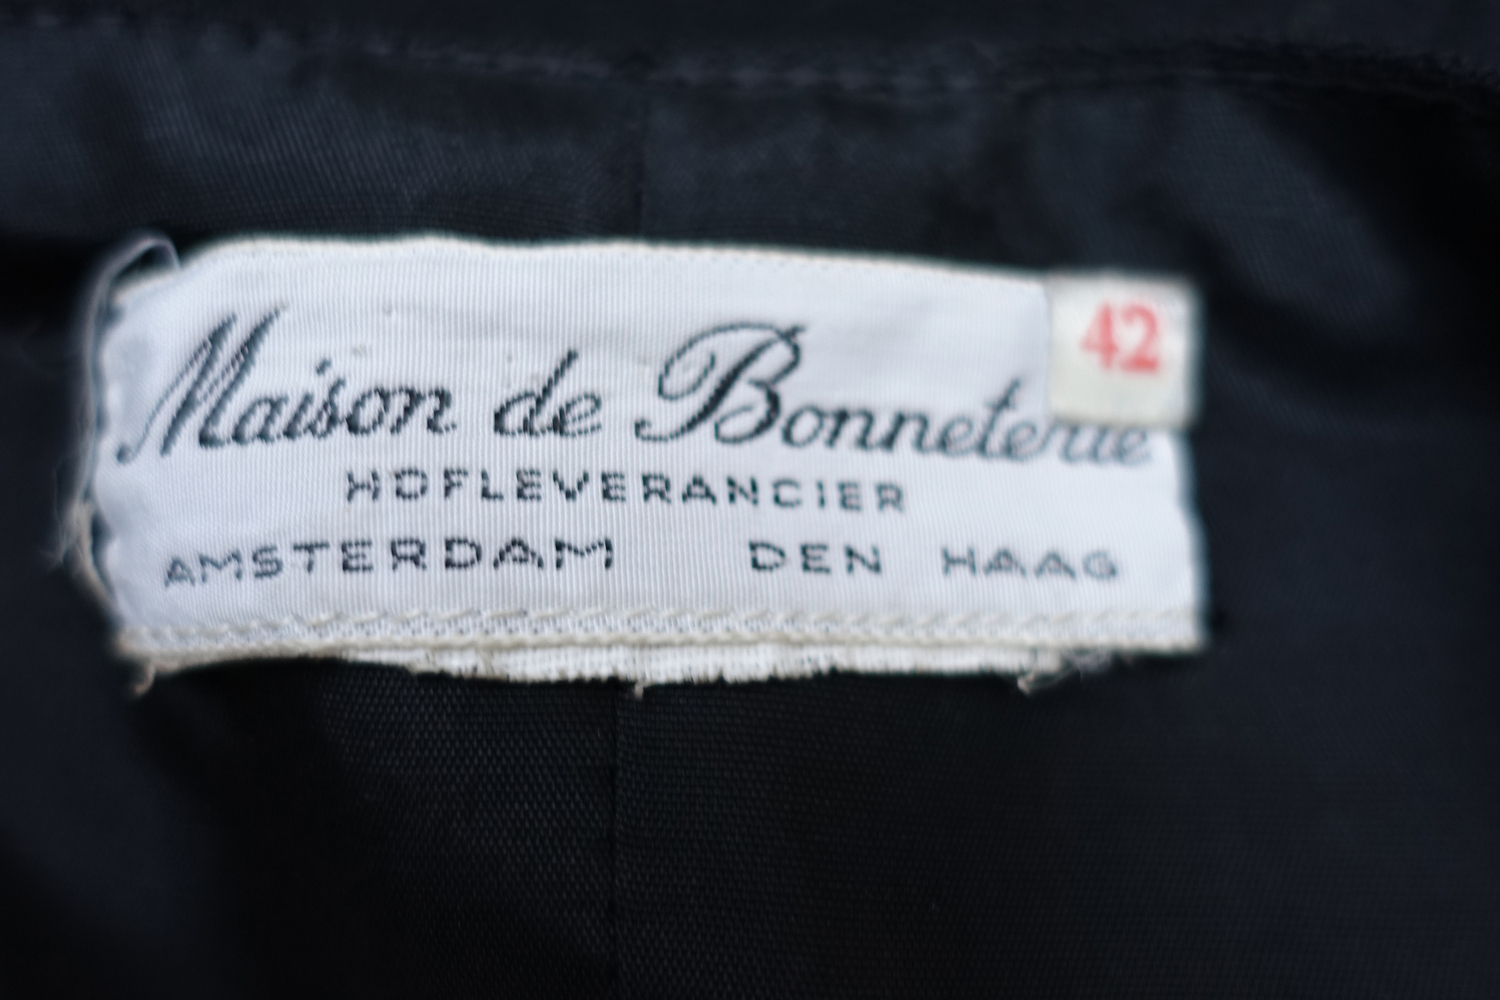 42
Maison de Bonneterie
HOFLEVERANCIER
AMSTERDAM DEN HAAG